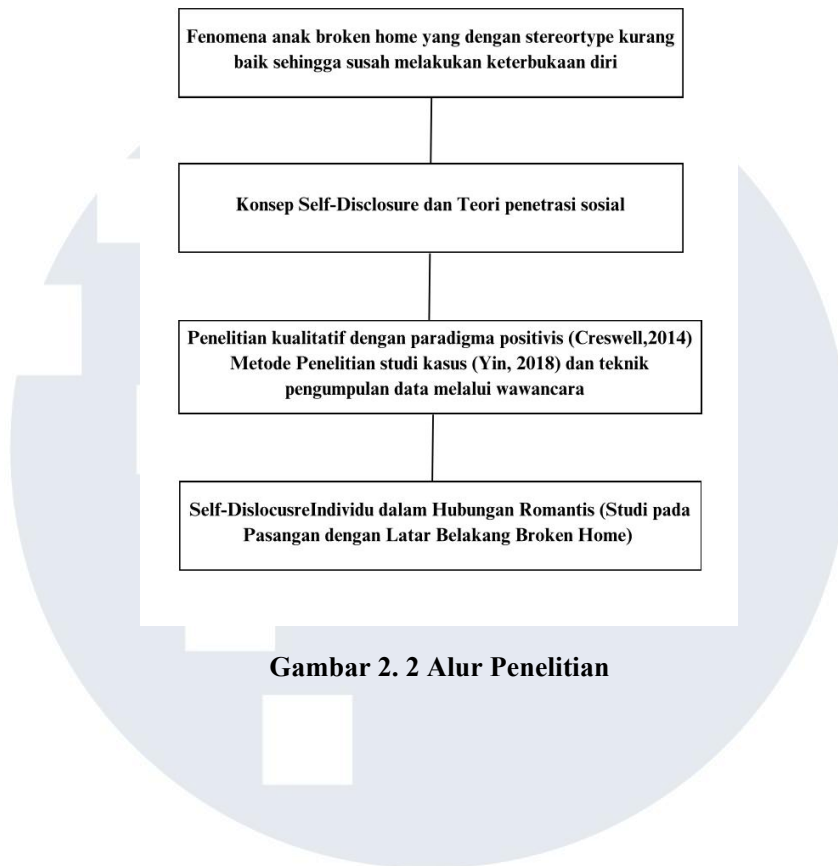 Fenomena anak broken home yang dengan stereortype kurang
baik sehingga susah melakukan keterbukaan diri
Konsep Self-Disclosure dan Teori penetrasi sosial
Penelitian kualitatif dengan paradigma positivis (Creswell,2014)
Metode Penelitian studi kasus (Yin, 2018) dan teknik
pengumpulan data melalui wawancara
Self-DislocusreIndividu dalam Hubungan Romantis (Studi pada
Pasangan dengan Latar Belakang Broken Home)
Gambar 2. 2 Alur Penelitian